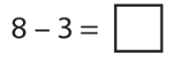 8 – 3 =